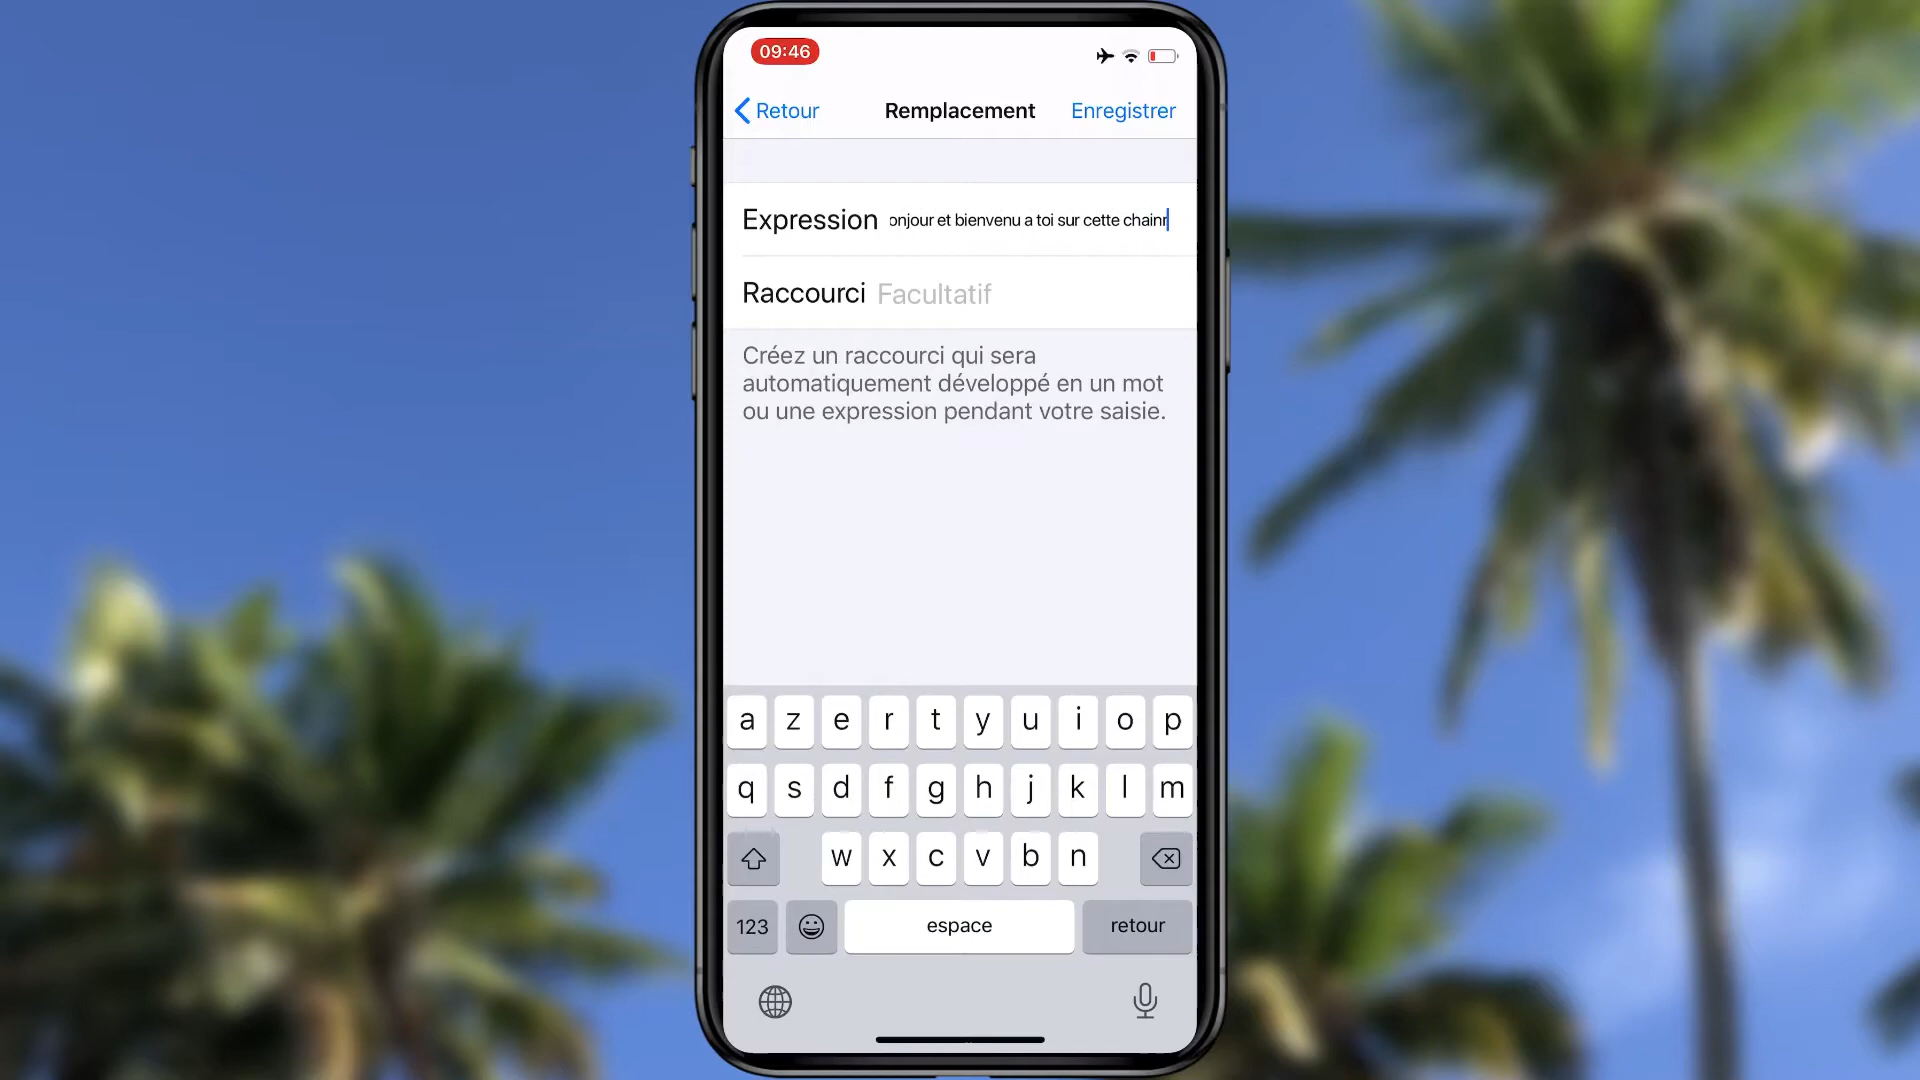 09:46
Retour
Remplacement
Enregistrer
Expression onjour et bienvenu a toi sur cette chainr
Raccourci Facultatif
Créez un raccourci qui sera
automatiquement développé en un mot
ou une expression pendant votre saisie.
a z e r t y u i o p
q s d f g h j k l m
w x c v b n
123 espace retour